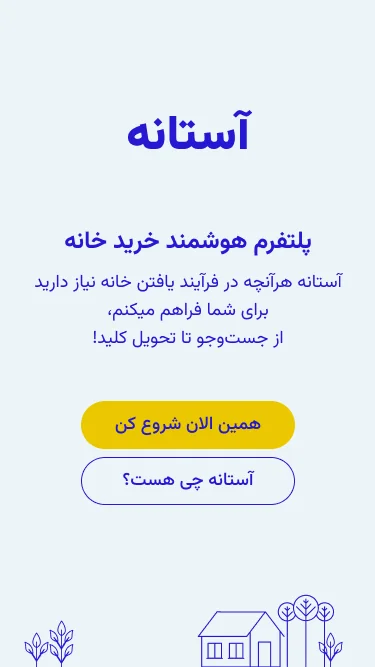 آستانه
پلتفرم هوشمند خرید خانه
آستانه هرآنچه در فرآیند یافتن خانه نیاز دارید
برای شما فراهم میکنم،
از جست‌وجو تا تحویل کلید!
همین الان شروع کن
آستانه چی هست؟